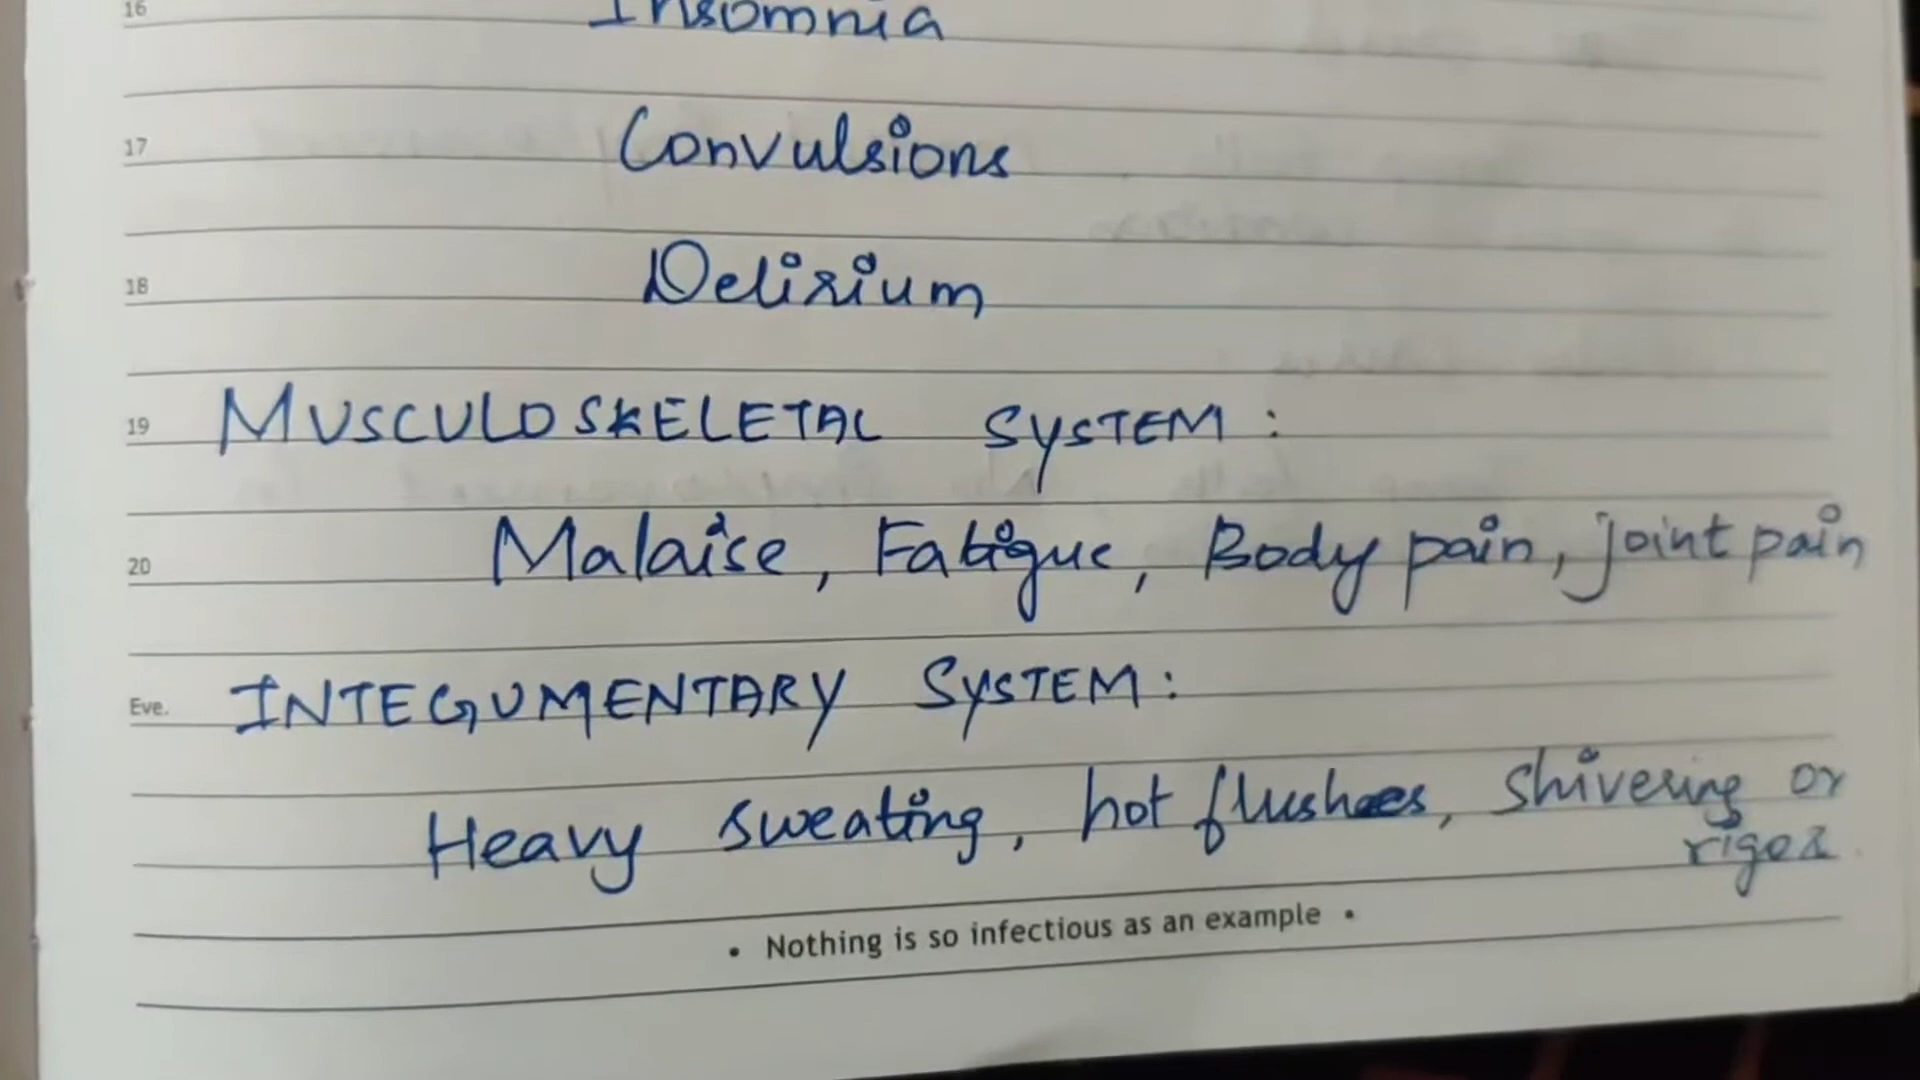 16 Insomnia
17 Convulsions
18 Delirium
19 MUSCULOSKELETAL SYSTEM:
20 Malaise, Fatigue, Body pain, joint pain
Eve. INTEGUMENTARY SYSTEM:
Heavy sweating, hot flushes, Shivering or
rigor
• Nothing is so infectious as an example •